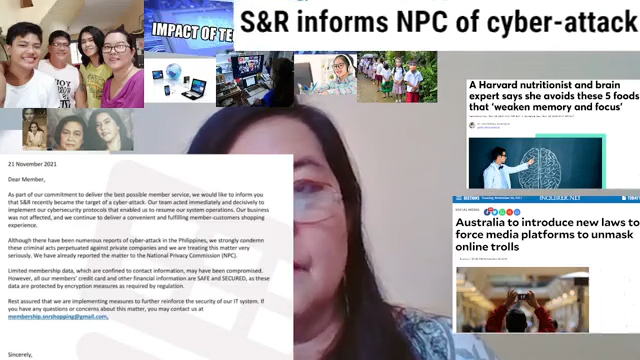 IMPACT OF TE
S&R informs NPC of cyber-attack
A Harvard nutritionist and brain
expert says she avoids these 5 foods
that ‘weaken memory and focus’
21 November 2021
Dear Member,
As part of our commitment to deliver the best possible member service, we would like to inform you
that S&R recently became the target of a cyber-attack. Our team acted immediately and decisively to
implement our cybersecurity protocols that enabled us to resume our system operations. Our business
was not affected, and we continue to deliver a convenient and fulfilling member-customers shopping
experience.
Although there have been numerous reports of cyber-attack in the Philippines, we strongly condemn
these criminal acts perpetuated against private companies and we are treating this matter very
seriously. We have already reported the matter to the National Privacy Commission (NPC).
Limited membership data, which are confined to contact information, may have been compromised.
However, all our members' credit card and other financial information are SAFE and SECURED, as these
data are protected by encryption measures as required by regulation.
Rest assured that we are implementing measures to further reinforce the security of our IT system. If
you have any questions or concerns about this matter, you may contact us at
membership.snrshopping@gmail.com.
Sincerely,
SECTIONS
INQUIRER.NET
Australia to introduce new laws to
force media platforms to unmask
online trolls